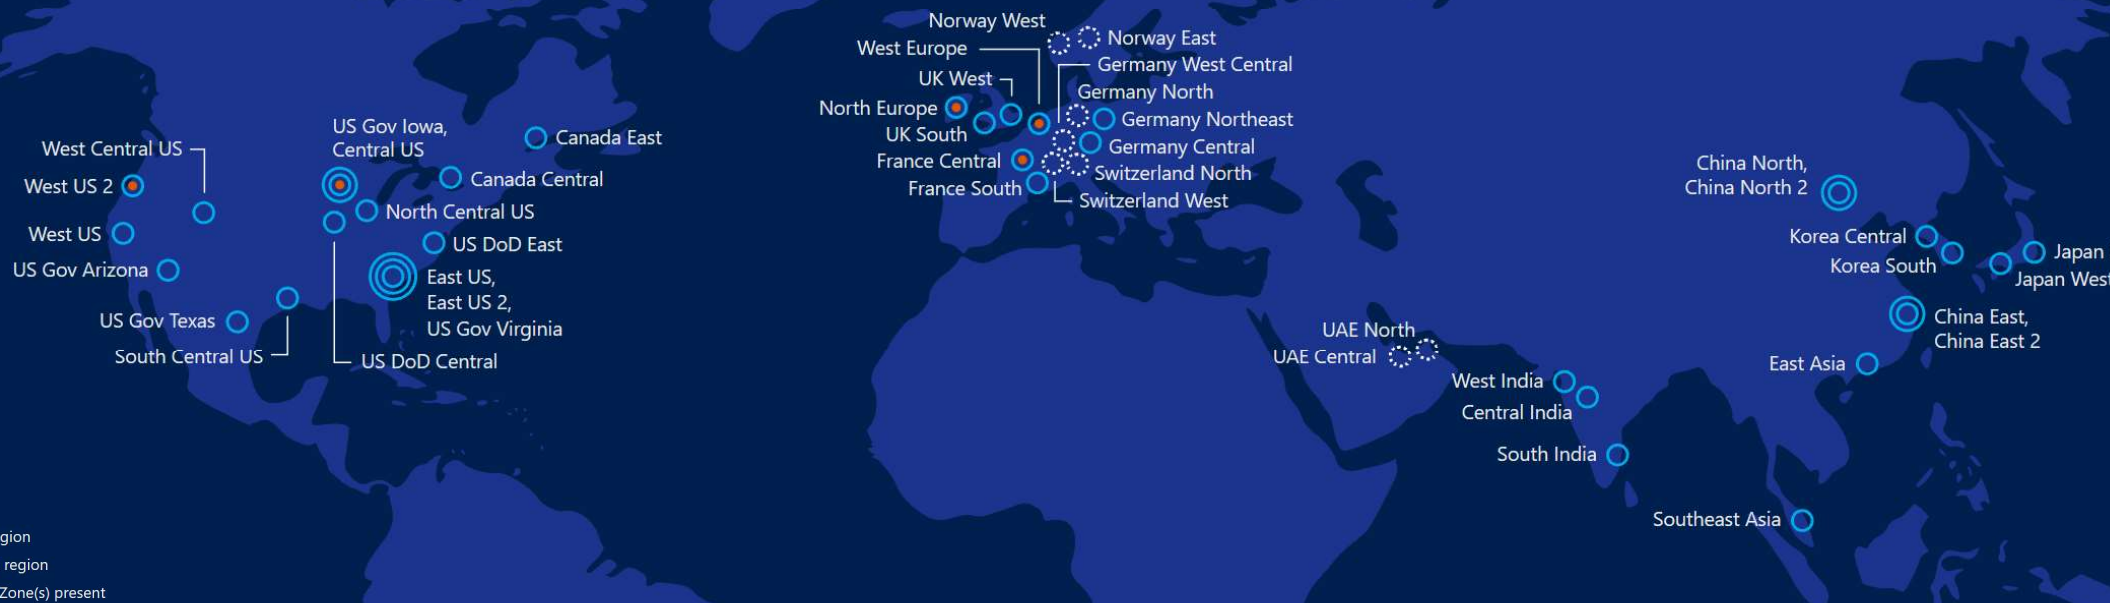 Norway West
Norway East
West Europe
Germany West Central
UK West
Germany North
North Europe
Germany Northeast
UK South
Germany Central
France Central
Switzerland North
France South
Switzerland West
US Gov Iowa,
Central US
Canada East
West Central US
West US 2
Canada Central
North Central US
West US
US DoD East
US Gov Arizona
East US,
East US 2,
US Gov Virginia
US Gov Texas
South Central US
US DoD Central
China North,
China North 2
Korea Central
Korea South
Japan
Japan West
China East,
China East 2
UAE North
UAE Central
East Asia
West India
Central India
South India
Southeast Asia
gion
region
Zone(s) present